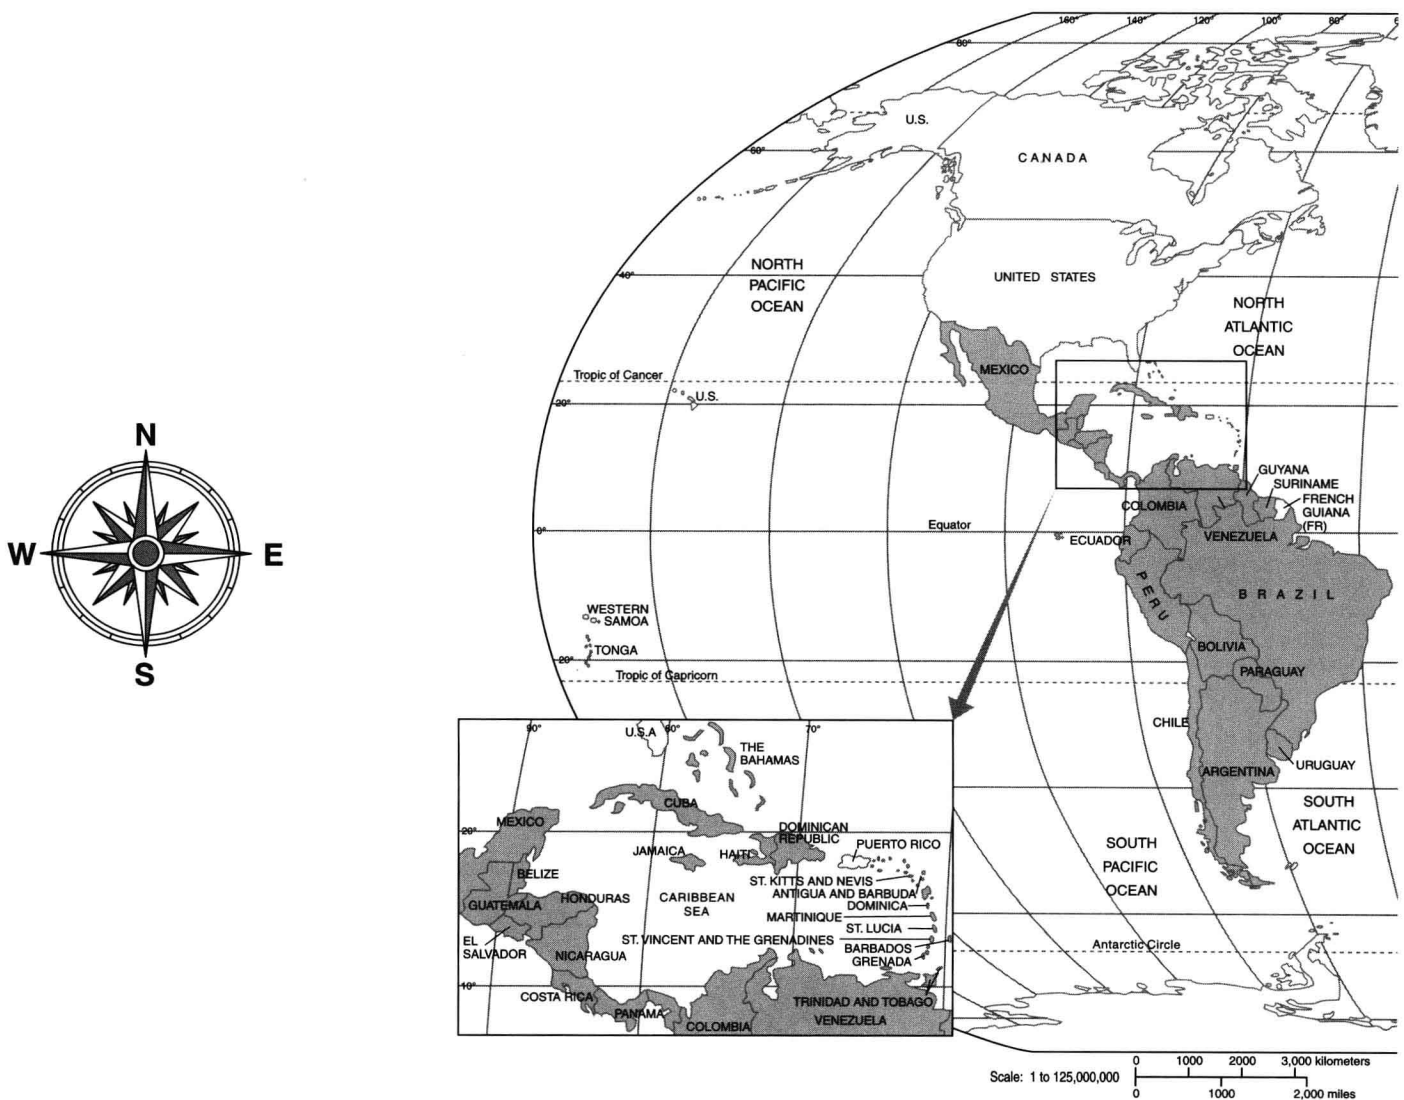 160°
140°
120°
100°
80°
80°
U.S.
CANADA
60°
NORTH
PACIFIC
OCEAN
40°
UNITED STATES
NORTH
ATLANTIC
OCEAN
MEXICO
Tropic of Cancer
U.S.
20°
N
W
E
S
GUYANA
SURINAME
FRENCH
GUIANA
(FR)
COLOMBIA
VENEZUELA
Equator
0°
ECUADOR
PERU
BRAZIL
WESTERN
SAMOA
TONGA
BOLIVIA
20°
Tropic of Capricorn
PARAGUAY
CHILE
URUGUAY
ARGENTINA
SOUTH
ATLANTIC
OCEAN
SOUTH
PACIFIC
OCEAN
Antarctic Circle
90°
U.S.A
80°
70°
THE
BAHAMAS
CUBA
MEXICO
20°
DOMINICAN
REPUBLIC
JAMAICA
HAITI
PUERTO RICO
BELIZE
ST. KITTS AND NEVIS
ANTIGUA AND BARBUDA
GUATEMALA
HONDURAS
CARIBBEAN
SEA
DOMINICA
MARTINIQUE
ST. LUCIA
EL
SALVADOR
ST. VINCENT AND THE GRENADINES
BARBADOS
GRENADA
NICARAGUA
10°
COSTA RICA
PANAMA
TRINIDAD AND TOBAGO
COLOMBIA
VENEZUELA
Scale: 1 to 125,000,000
0 1000 2000 3,000 kilometers
0 1000 2,000 miles